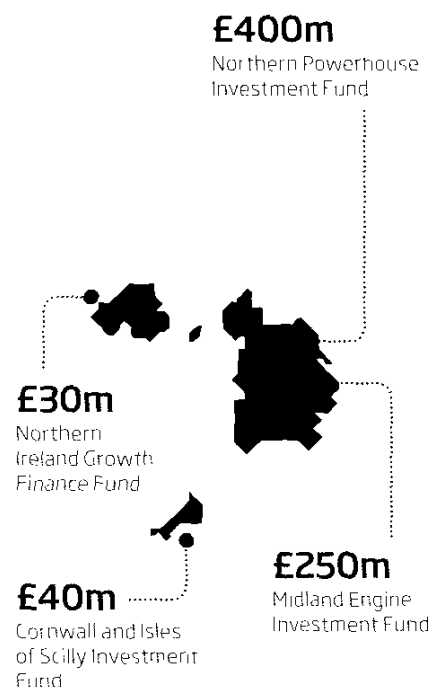 £400m
Northern Powerhouse
Investment Fund
£30m
Northern
Ireland Growth
Finance Fund
£250m
Midland Engine
Investment Fund
£40m
Cornwall and Isles
of Scilly Investment
Fund